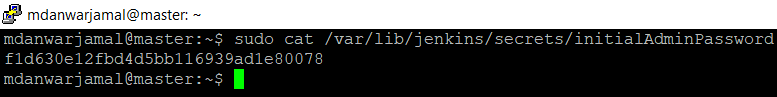 mdanwarjamal@master: ~
mdanwarjamal@master:~$ sudo cat /var/lib/jenkins/secrets/initialAdminPassword
f1d630e12fbd4d5bb116939ad1e80078
mdanwarjamal@master:~$